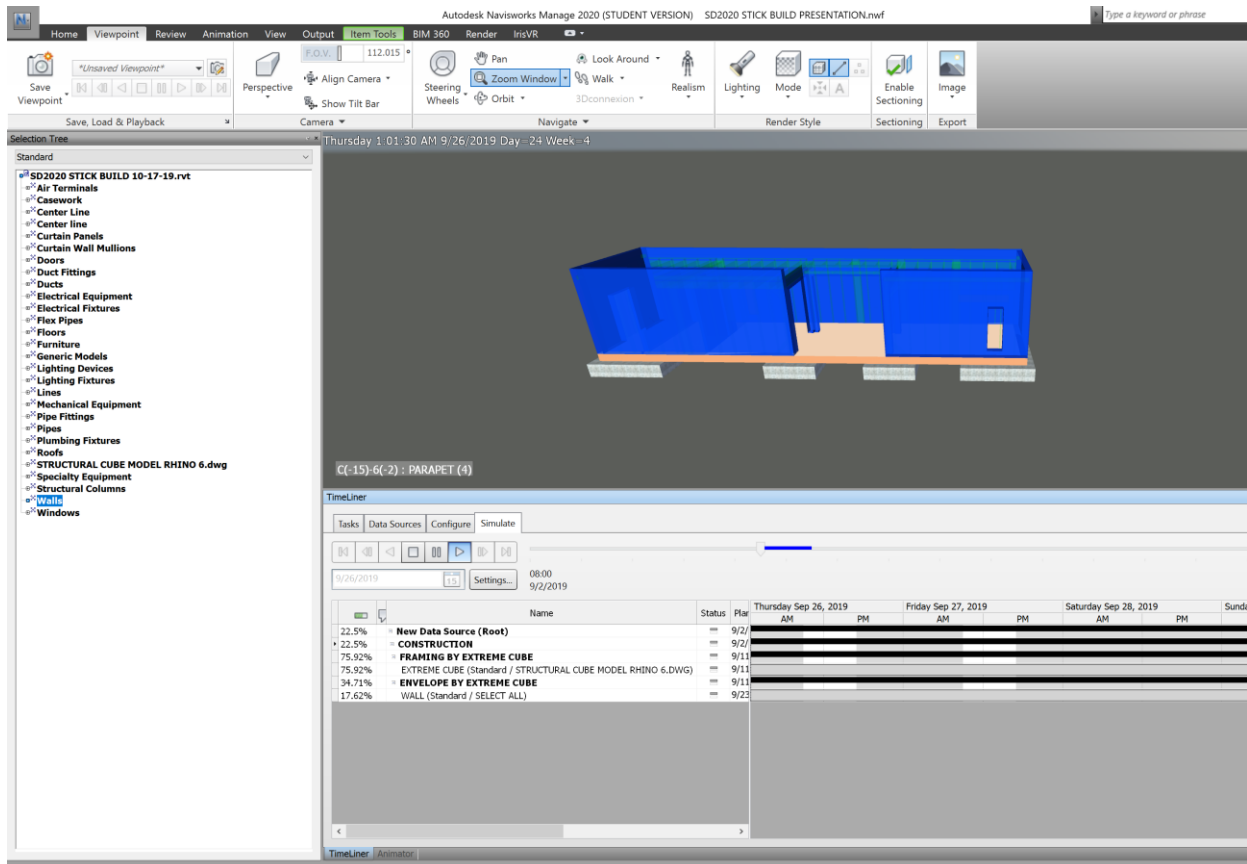 Autodesk Navisworks Manage 2020 (STUDENT VERSION) SD2020 STICK BUILD PRESENTATION.nwf
Type a keyword or phrase
Home Viewpoint Review Animation View Output Item Tools BIM 360 Render IrisVR
*Unsaved Viewpoint*
Save Viewpoint
Save, Load & Playback
Perspective
F.O.V. 112.015 °
Align Camera
Show Tilt Bar
Camera
Steering Wheels
Pan
Zoom Window
Orbit
Look Around
Walk
3Dconnexion
Realism
Navigate
Lighting
Mode
A
Render Style
Enable Sectioning
Sectioning
Image
Export
Selection Tree
Standard
SD2020 STICK BUILD 10-17-19.rvt
Air Terminals
Casework
Center Line
Center line
Curtain Panels
Curtain Wall Mullions
Doors
Duct Fittings
Ducts
Electrical Equipment
Electrical Fixtures
Flex Pipes
Floors
Furniture
Generic Models
Lighting Devices
Lighting Fixtures
Lines
Mechanical Equipment
Pipe Fittings
Pipes
Plumbing Fixtures
Roofs
STRUCTURAL CUBE MODEL RHINO 6.dwg
Specialty Equipment
Structural Columns
Walls
Windows
Thursday 1:01:30 AM 9/26/2019 Day=24 Week=4
C(-15)-6(-2) : PARAPET (4)
TimeLiner
Tasks Data Sources Configure Simulate
9/26/2019 15 Settings...
08:00
9/2/2019
Name Status Plar
Thursday Sep 26, 2019 Friday Sep 27, 2019 Saturday Sep 28, 2019 Sunda
AM PM AM PM AM PM
22.5% New Data Source (Root) 9/2/
22.5% CONSTRUCTION 9/2/
75.92% FRAMING BY EXTREME CUBE 9/11
75.92% EXTREME CUBE (Standard / STRUCTURAL CUBE MODEL RHINO 6.DWG) 9/11
34.71% ENVELOPE BY EXTREME CUBE 9/11
17.62% WALL (Standard / SELECT ALL) 9/23
TimeLiner Animator